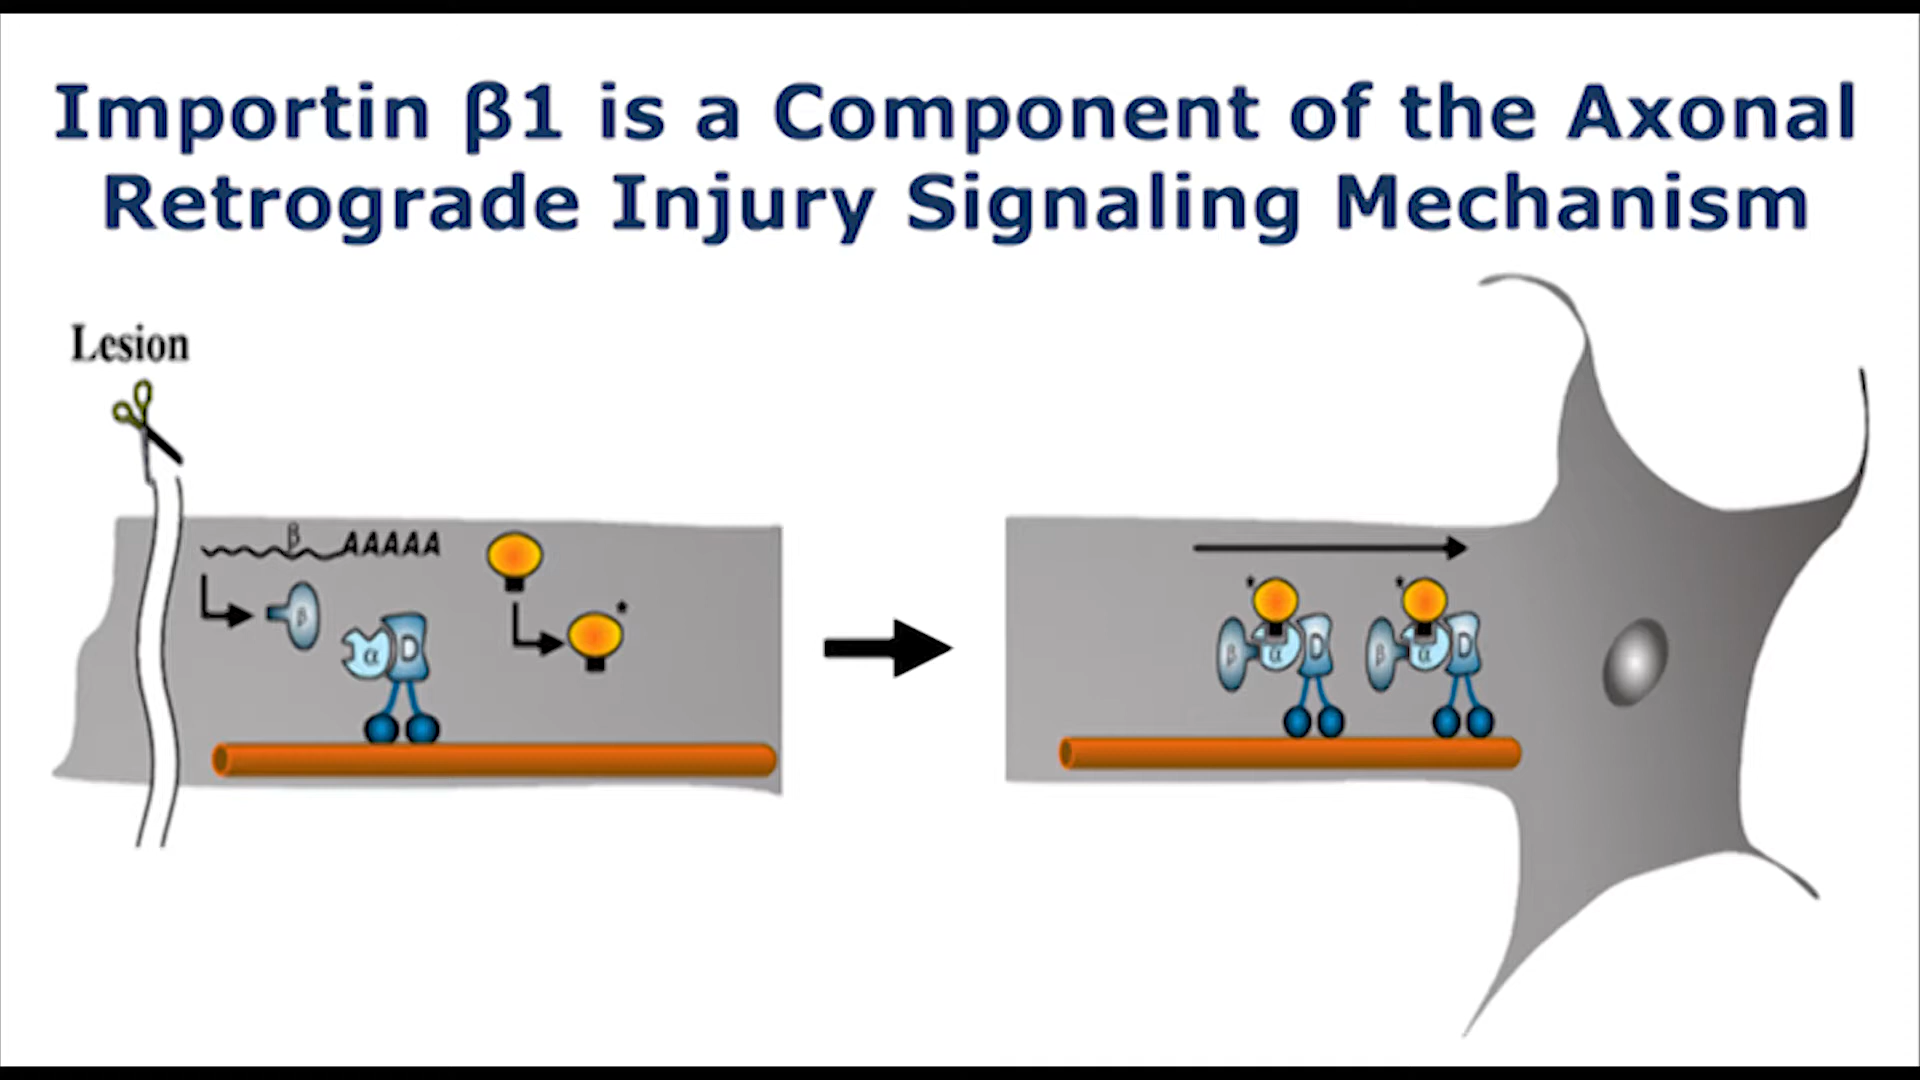 Importin β1 is a Component of the Axonal
Retrograde Injury Signaling Mechanism
Lesion
β
AAAAA
*
β
α D
* *
β α D β α D